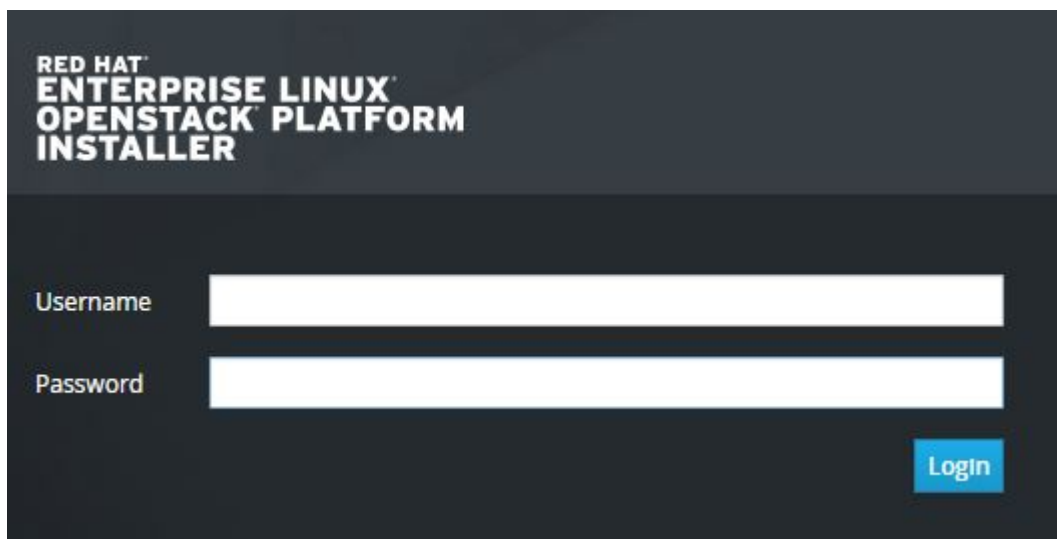 RED HAT®
ENTERPRISE LINUX®
OPENSTACK® PLATFORM
INSTALLER
Username
Password
Login